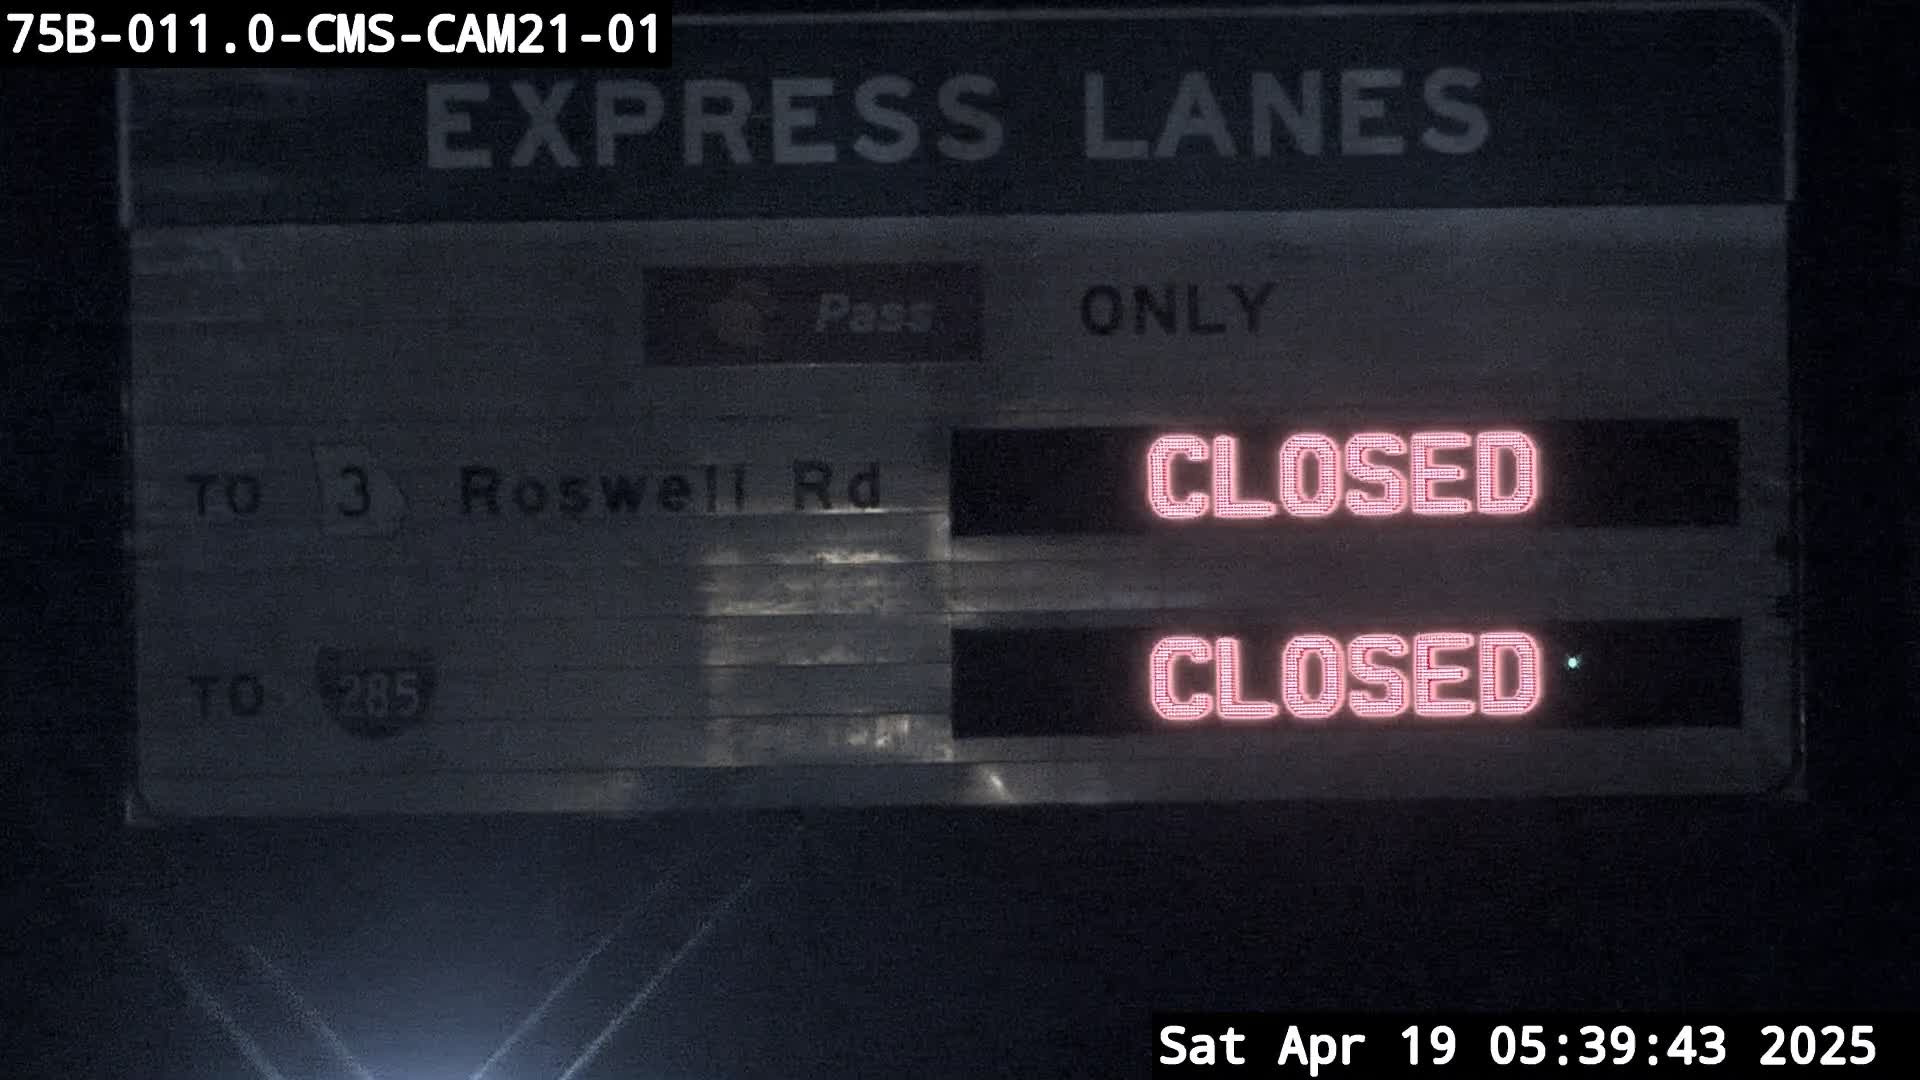 75B-011.0-CMS-CAM21-01
EXPRESS LANES
Pass ONLY
TO 3 Roswell Rd CLOSED
TO 285 CLOSED
Sat Apr 19 05:39:43 2025